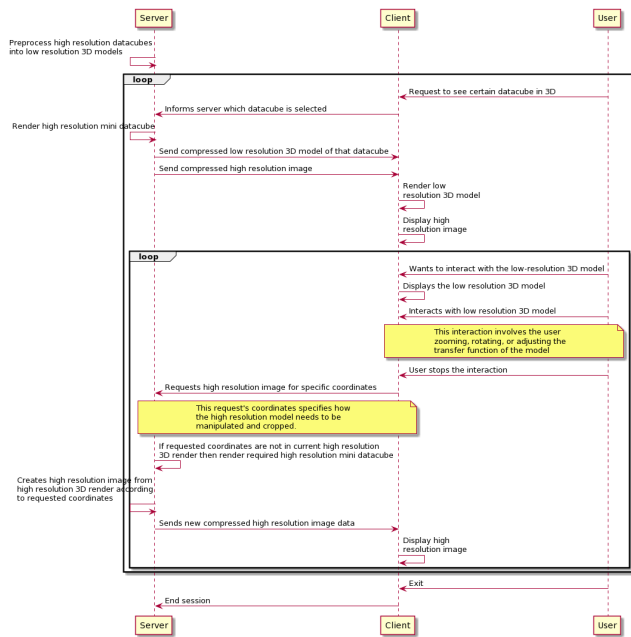 Server
Client
User
Preprocess high resolution datacubes
into low resolution 3D models
loop
Request to see certain datacube in 3D
Informs server which datacube is selected
Render high resolution mini datacube
Send compressed low resolution 3D model of that datacube
Send compressed high resolution image
Render low
resolution 3D model
Display high
resolution image
loop
Wants to interact with the low-resolution 3D model
Displays the low resolution 3D model
Interacts with low resolution 3D model
This interaction involves the user
zooming, rotating, or adjusting the
transfer function of the model
User stops the interaction
Requests high resolution image for specific coordinates
This request's coordinates specifies how
the high resolution model needs to be
manipulated and cropped.
If requested coordinates are not in current high resolution
3D render then render required high resolution mini datacube
Creates high resolution image from
high resolution 3D render according
to requested coordinates
Sends new compressed high resolution image data
Display high
resolution image
Exit
End session
Server
Client
User